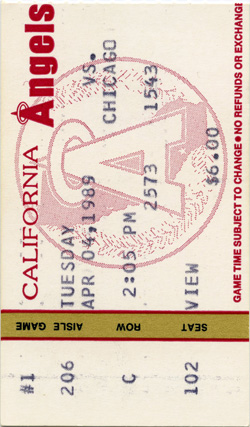 CALIFORNIA Angels
TUESDAY VS.
APR 04,1989 CHICAGO
2:05 PM 2573 1543
VIEW $6.00
GAME TIME SUBJECT TO CHANGE • NO REFUNDS OR EXCHANGE
GAME AISLE ROW SEAT
#1 206 C 102